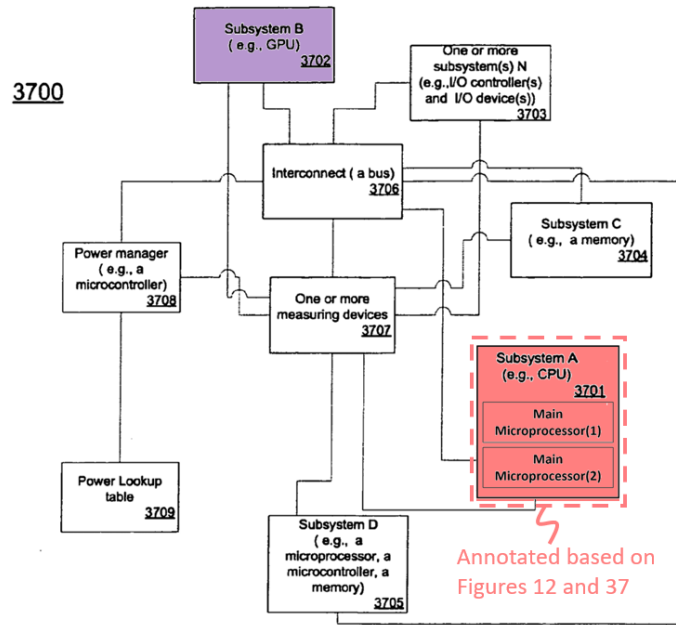 3700
Subsystem B
( e.g., GPU)
3702
One or more
subsystem(s) N
(e.g.,I/O controller(s)
and I/O device(s))
3703
Interconnect ( a bus)
3706
Subsystem C
( e.g., a memory)
3704
Power manager
( e.g., a
microcontroller)
3708
One or more
measuring devices
3707
Subsystem A
(e.g., CPU)
3701
Main
Microprocessor(1)
Main
Microprocessor(2)
Power Lookup
table
3709
Subsystem D
( e.g., a
microprocessor, a
microcontroller, a
memory)
3705
Annotated based on
Figures 12 and 37